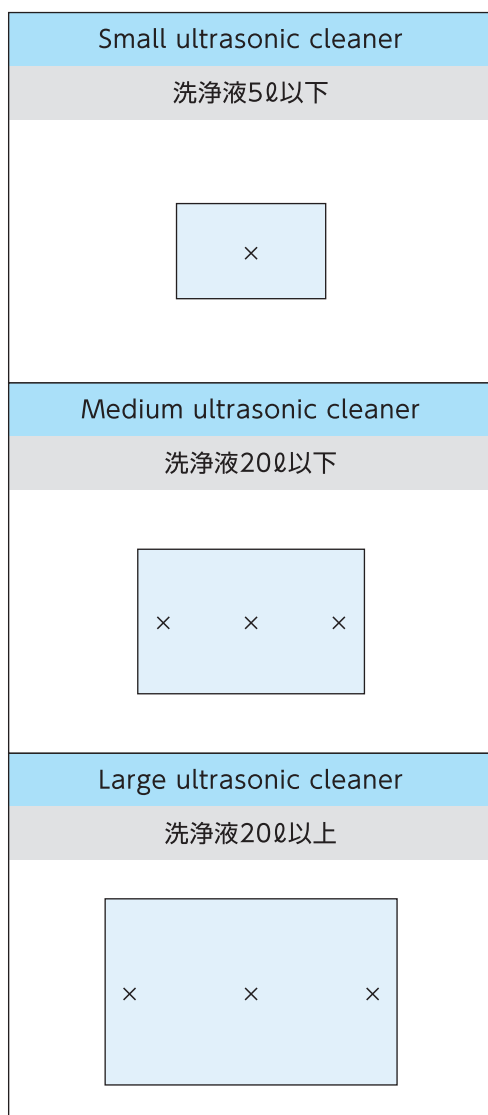 Small ultrasonic cleaner
洗浄液5ℓ以下
×
Medium ultrasonic cleaner
洗浄液20ℓ以下
× × ×
Large ultrasonic cleaner
洗浄液20ℓ以上
× × ×